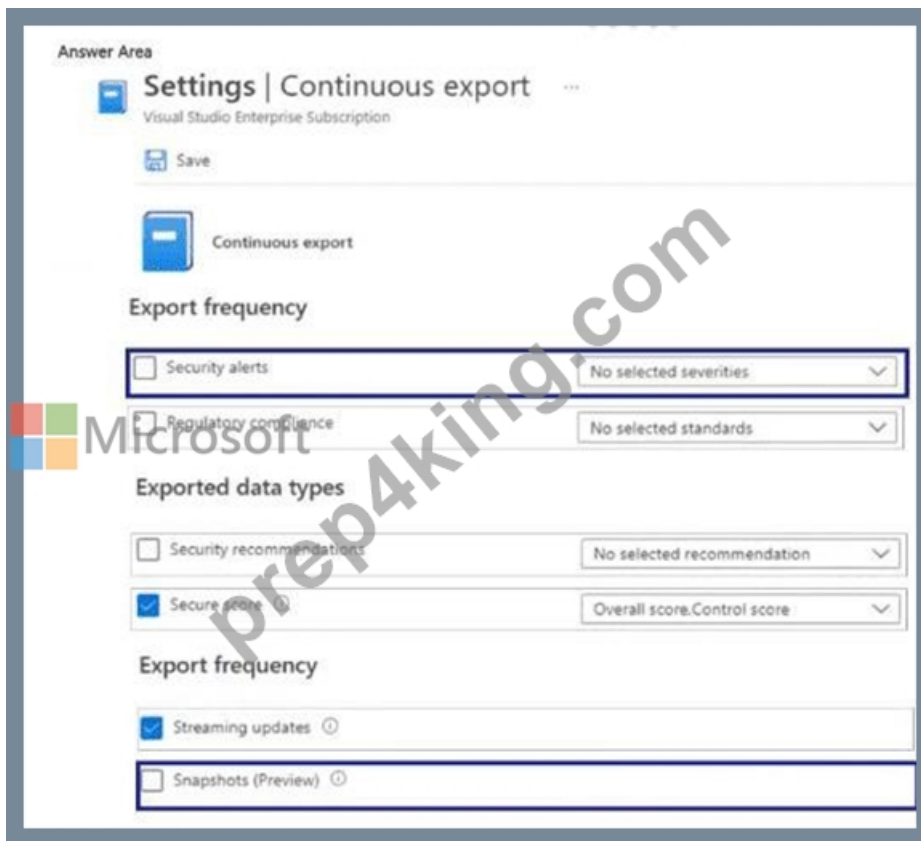 Answer Area
Settings | Continuous export ...
Visual Studio Enterprise Subscription
Save
Continuous export
Export frequency
Security alerts No selected severities
Regulatory compliance No selected standards
Microsoft
Exported data types
Security recommendations No selected recommendation
Secure score Overall score.Control score
Export frequency
Streaming updates
Snapshots (Preview)
prep4king.com